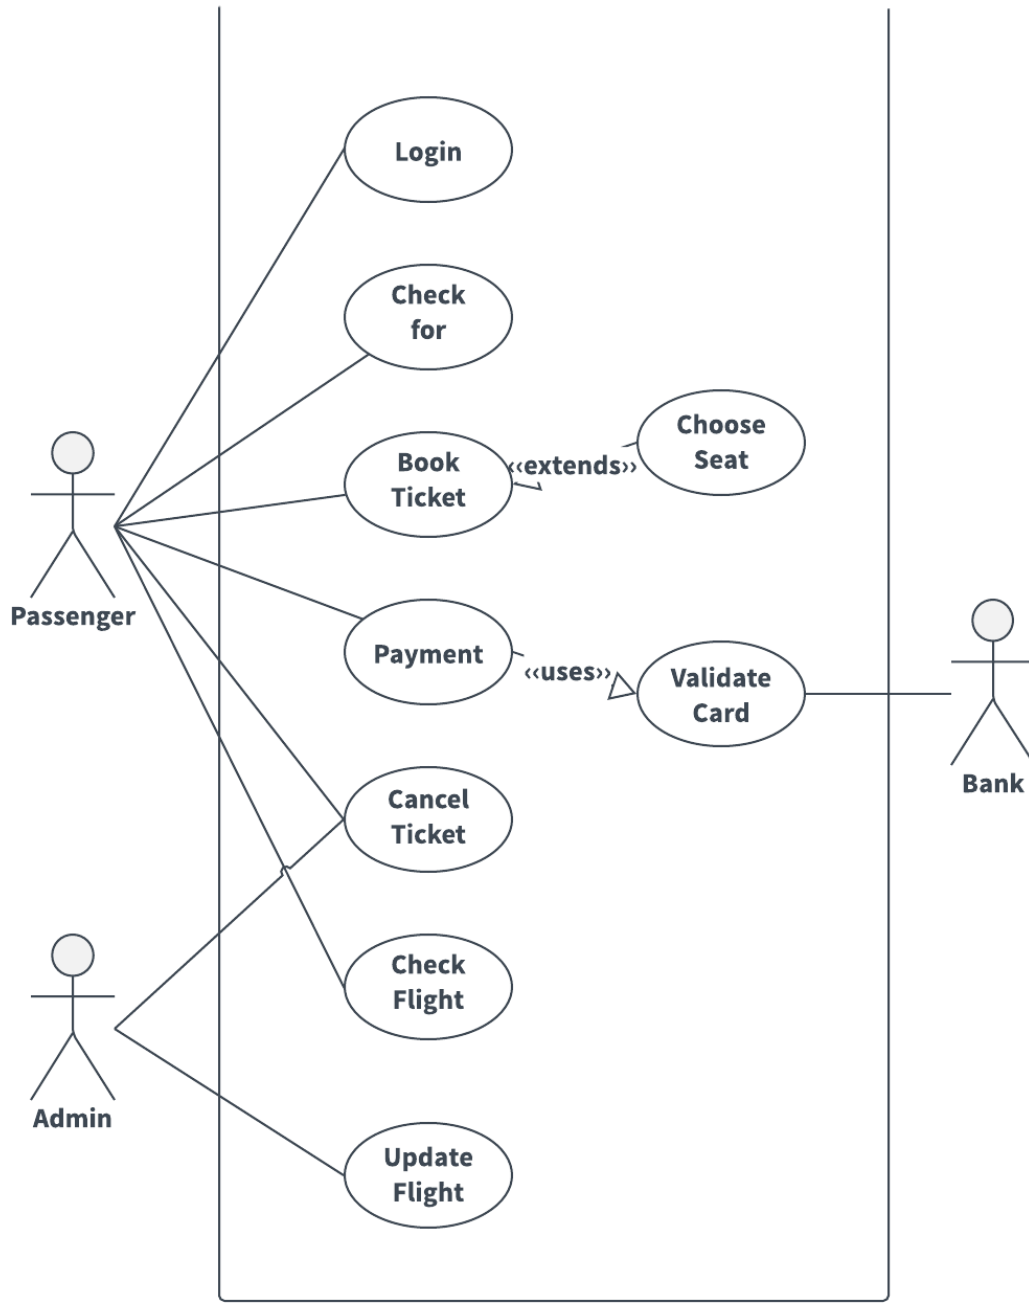 Login
Check
for
Book
Ticket
‹‹extends››
Choose
Seat
Passenger
Payment
‹‹uses››
Validate
Card
Bank
Cancel
Ticket
Check
Flight
Admin
Update
Flight